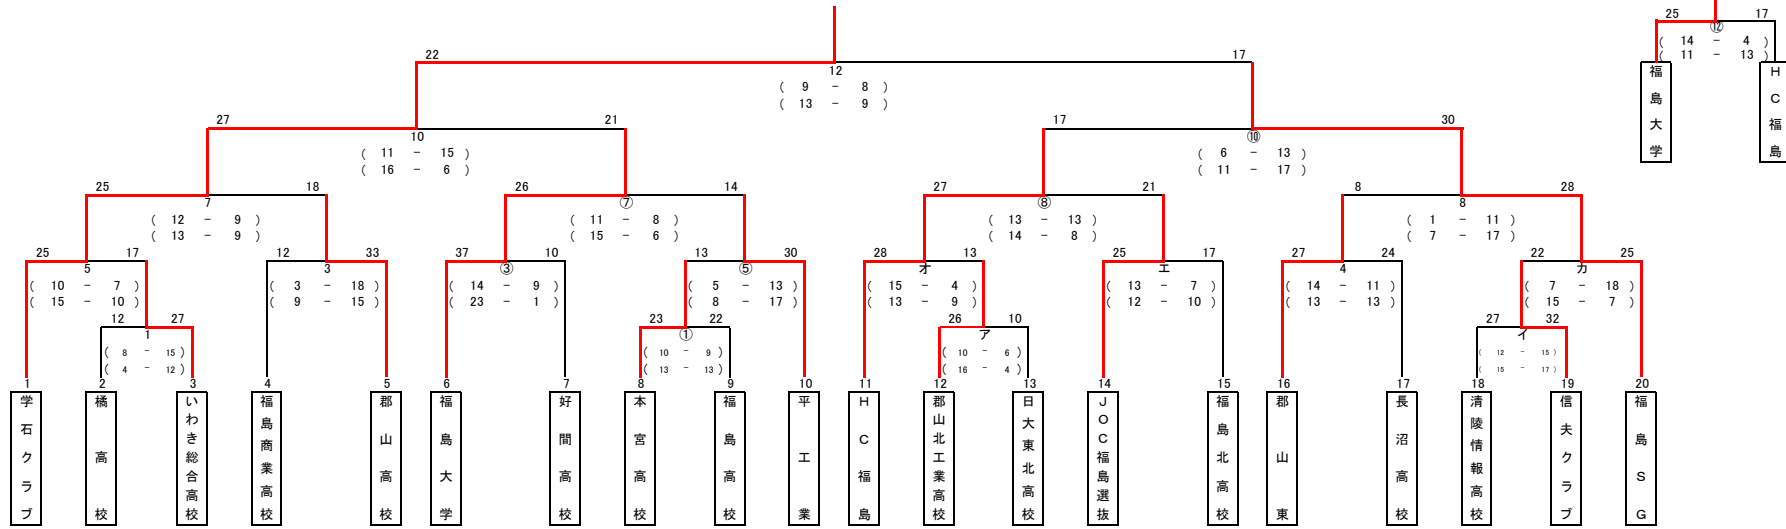 25 17
⑫
( 14 - 4 )
( 11 - 13 )
福島大学
HC福島
22 17
12
( 9 - 8 )
( 13 - 9 )
27 21 17 30
10 ⑩
( 11 - 15 ) ( 6 - 13 )
( 16 - 6 ) ( 11 - 17 )
25 18 26 14 27 21 8 28
7 ⑦ ⑧ 8
( 12 - 9 ) ( 11 - 8 ) ( 13 - 13 ) ( 1 - 11 )
( 13 - 9 ) ( 15 - 6 ) ( 14 - 8 ) ( 7 - 17 )
25 17 12 33 37 10 13 30 28 13 25 17 27 24 22 25
5 3 ③ ⑤ オ エ 4 カ
( 10 - 7 ) ( 3 - 18 ) ( 14 - 9 ) ( 5 - 13 ) ( 15 - 4 ) ( 13 - 7 ) ( 14 - 11 ) ( 7 - 18 )
( 15 - 10 ) ( 9 - 15 ) ( 23 - 1 ) ( 8 - 17 ) ( 13 - 9 ) ( 12 - 10 ) ( 13 - 13 ) ( 15 - 7 )
12 27 23 22 26 10 27 32
1 ① ア イ
( 8 - 15 ) ( 10 - 9 ) ( 10 - 6 ) ( 12 - 15 )
( 4 - 12 ) ( 13 - 13 ) ( 16 - 4 ) ( 15 - 17 )
1 2 3 4 5 6 7 8 9 10 11 12 13 14 15 16 17 18 19 20
学石クラブ
橘高校
いわき総合高校
福島商業高校
郡山高校
福島大学
好間高校
本宮高校
福島高校
平工業
HC福島
郡山北工業高校
日大東北高校
JOC福島選抜
福島北高校
郡山東
長沼高校
清陵情報高校
信夫クラブ
福島SG